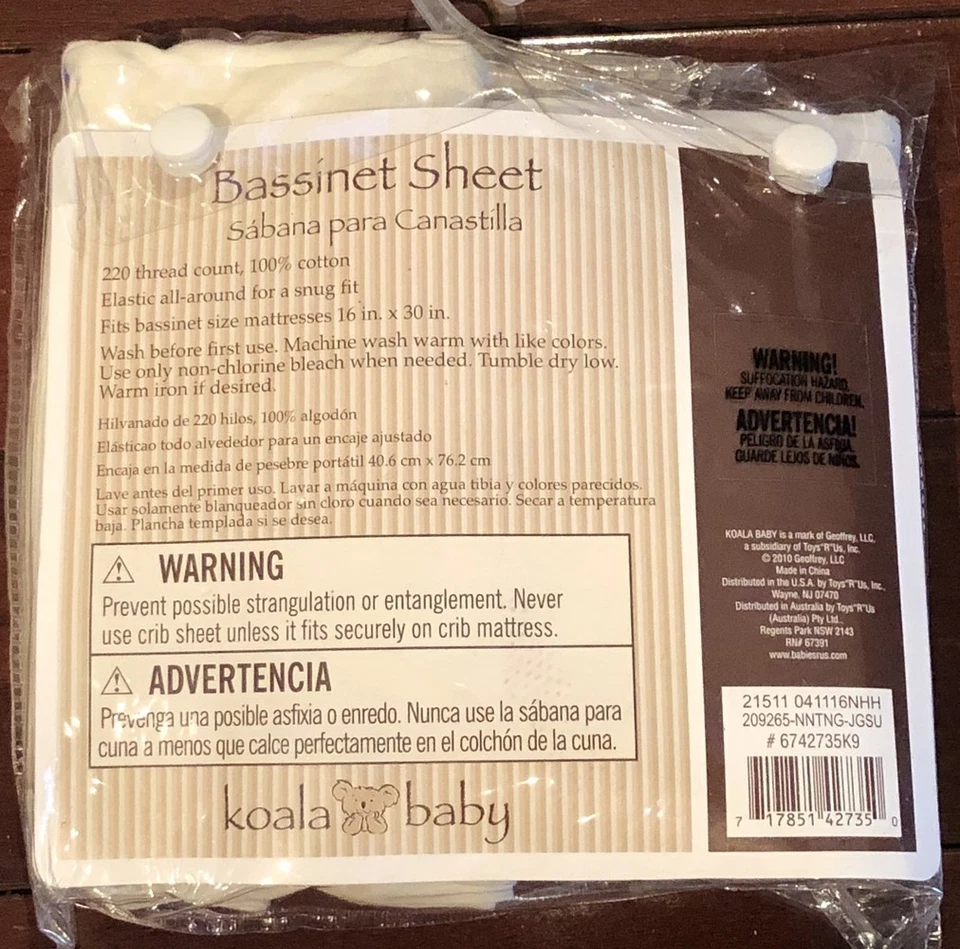 Bassinet Sheet
Sábana para Canastilla
220 thread count, 100% cotton
Elastic all-around for a snug fit
Fits bassinet size mattresses 16 in. x 30 in.
Wash before first use. Machine wash warm with like colors.
Use only non-chlorine bleach when needed. Tumble dry low.
Warm iron if desired.
Hilvanado de 220 hilos, 100% algodón
Elásticao todo alvededor para un encaje ajustado
Encaja en la medida de pesebre portátil 40.6 cm x 76.2 cm
Lave antes del primer uso. Lavar a máquina con agua tibia y colores parecidos.
Usar solamente blanqueador sin cloro cuando sea necesario. Secar a temperatura
baja. Plancha templada si se desea.
WARNING
Prevent possible strangulation or entanglement. Never
use crib sheet unless it fits securely on crib mattress.
ADVERTENCIA
Prevenga una posible asfixia o enredo. Nunca use la sábana para
cuna a menos que calce perfectamente en el colchón de la cuna.
koala baby
WARNING!
SUFFOCATION HAZARD.
KEEP AWAY FROM CHILDREN.
ADVERTENCIA!
PELIGRO DE LA ASFIXIA.
GUARDE LEJOS DE NIÑOS.
KOALA BABY is a mark of Geoffrey, LLC,
a subsidiary of Toys"R"Us, Inc.
© 2010 Geoffrey, LLC
Made in China
Distributed in the U.S.A. by Toys"R"Us, Inc.,
Wayne, NJ 07470
Distributed in Australia by Toys"R"Us
(Australia) Pty Ltd.,
Regents Park NSW 2143
RN# 67391
www.babiesrus.com
21511 041116NHH
209265-NNTNG-JGSU
# 6742735K9
7 17851 42735 0